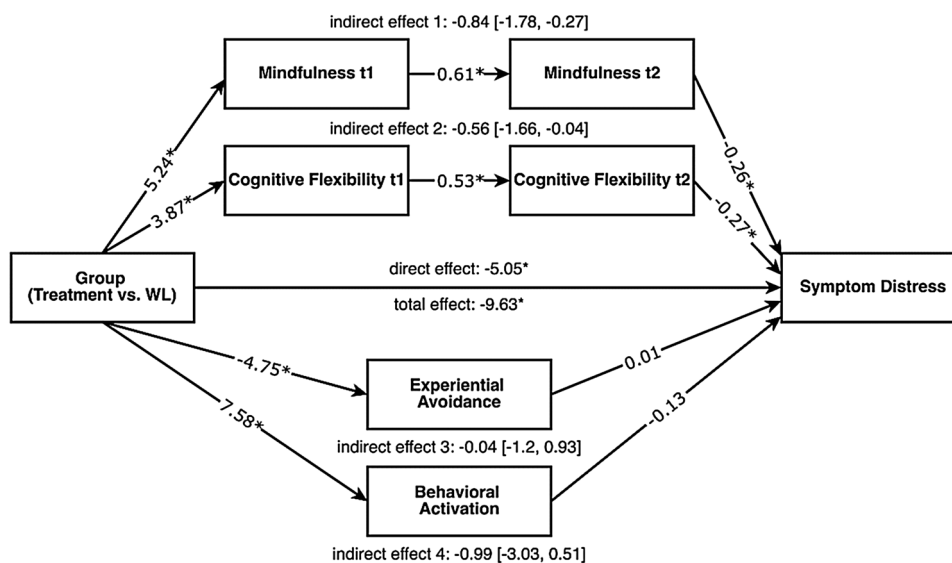 indirect effect 1: -0.84 [-1.78, -0.27]
Mindfulness t1
0.61*
Mindfulness t2
indirect effect 2: -0.56 [-1.66, -0.04]
5.24*
-0.26*
Cognitive Flexibility t1
0.53*
Cognitive Flexibility t2
3.87*
-0.27*
Group
(Treatment vs. WL)
direct effect: -5.05*
total effect: -9.63*
Symptom Distress
-4.75*
Experiential
Avoidance
0.01
7.58*
indirect effect 3: -0.04 [-1.2, 0.93]
-0.13
Behavioral
Activation
indirect effect 4: -0.99 [-3.03, 0.51]